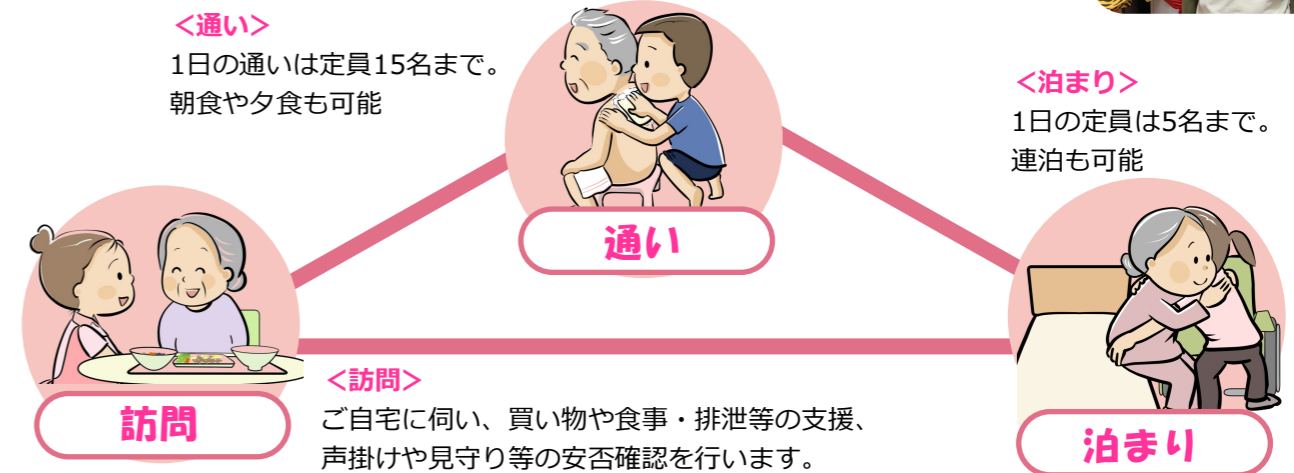 ＜通い＞
1日の通いは定員15名まで。
朝食や夕食も可能
＜泊まり＞
1日の定員は5名まで。
連泊も可能
通い
＜訪問＞
ご自宅に伺い、買い物や食事・排泄等の支援、
声掛けや見守り等の安否確認を行います。
訪問
泊まり